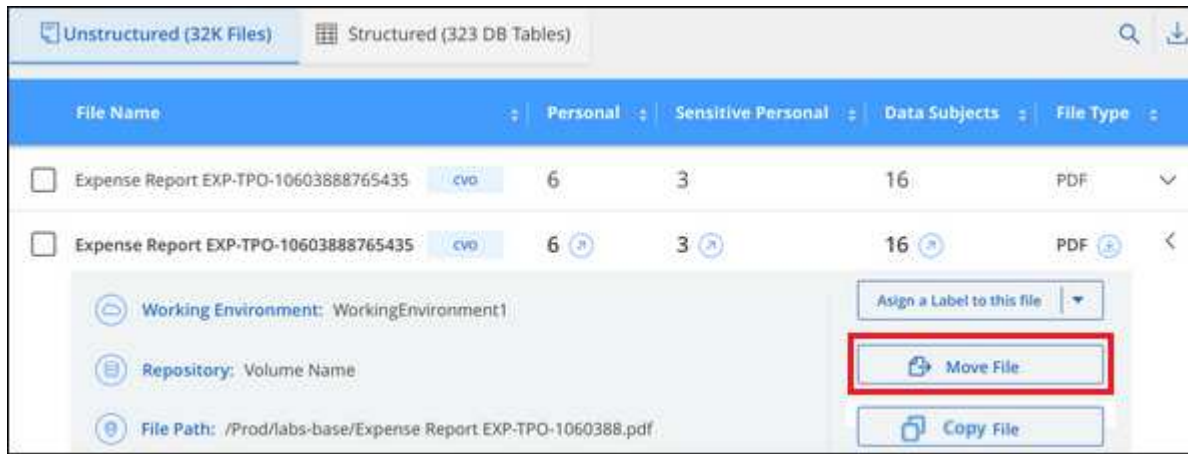 Unstructured (32K Files) Structured (323 DB Tables)
File Name Personal Sensitive Personal Data Subjects File Type
Expense Report EXP-TPO-10603888765435 CVO 6 3 16 PDF
Expense Report EXP-TPO-10603888765435 CVO 6 3 16 PDF
Working Environment: WorkingEnvironment1 Asign a Label to this file
Repository: Volume Name Move File
File Path: /Prod/labs-base/Expense Report EXP-TPO-1060388.pdf Copy File